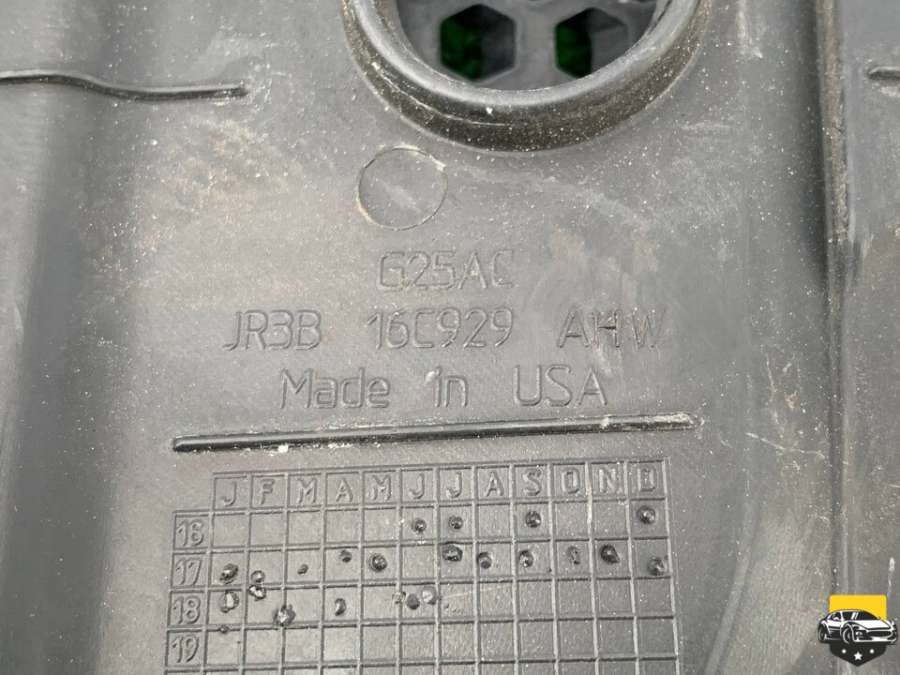 G25AC
JR3B 16C929 AHW
Made in USA
J F M A M J J A S O N D
16
17
18
19